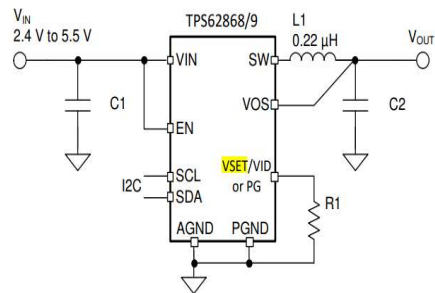 TPS62868/9
VIN
2.4 V to 5.5 V
L1
0.22 µH
VOUT
VIN
SW
C1
VOS
C2
EN
VSET/VID
or PG
I2C
SCL
SDA
R1
AGND
PGND